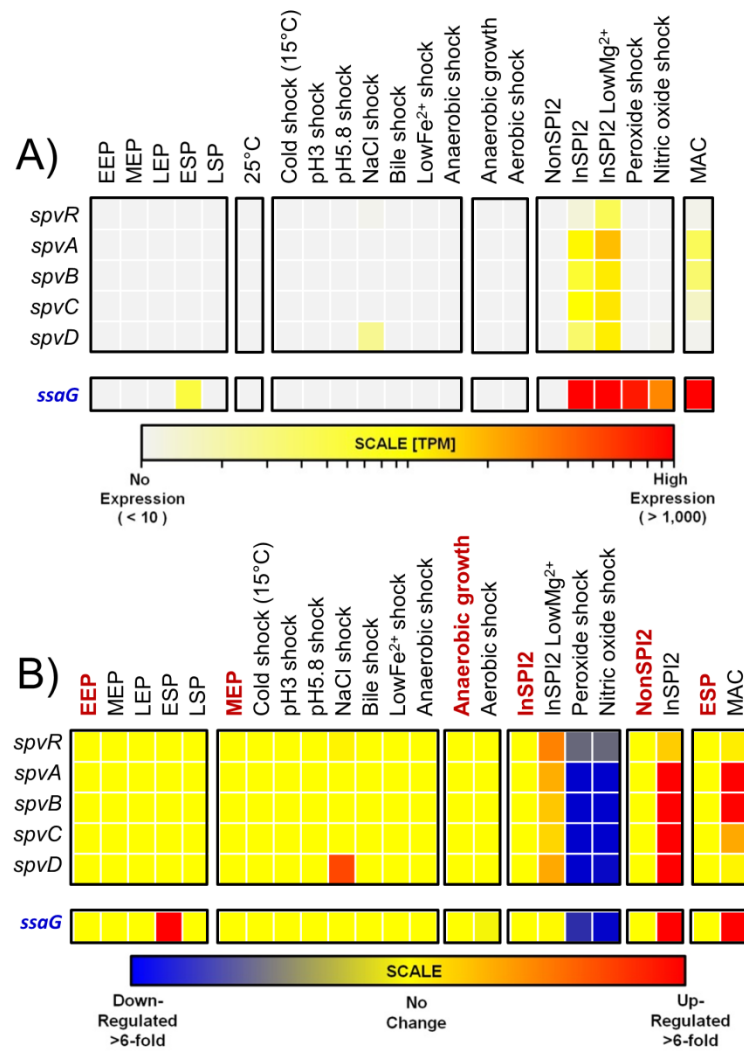 A)
EEP
MEP
LEP
ESP
LSP
25°C
Cold shock (15°C)
pH3 shock
pH5.8 shock
NaCl shock
Bile shock
LowFe²⁺ shock
Anaerobic shock
Anaerobic growth
Aerobic shock
NonSPI2
InSPI2
InSPI2 LowMg²⁺
Peroxide shock
Nitric oxide shock
MAC
spvR
spvA
spvB
spvC
spvD
ssaG
SCALE [TPM]
No
Expression
( < 10 )
High
Expression
( > 1,000)
B)
EEP
MEP
LEP
ESP
LSP
MEP
Cold shock (15°C)
pH3 shock
pH5.8 shock
NaCl shock
Bile shock
LowFe²⁺ shock
Anaerobic shock
Anaerobic growth
Aerobic shock
InSPI2
InSPI2 LowMg²⁺
Peroxide shock
Nitric oxide shock
NonSPI2
InSPI2
ESP
MAC
spvR
spvA
spvB
spvC
spvD
ssaG
SCALE
Down-
Regulated
>6-fold
No
Change
Up-
Regulated
>6-fold